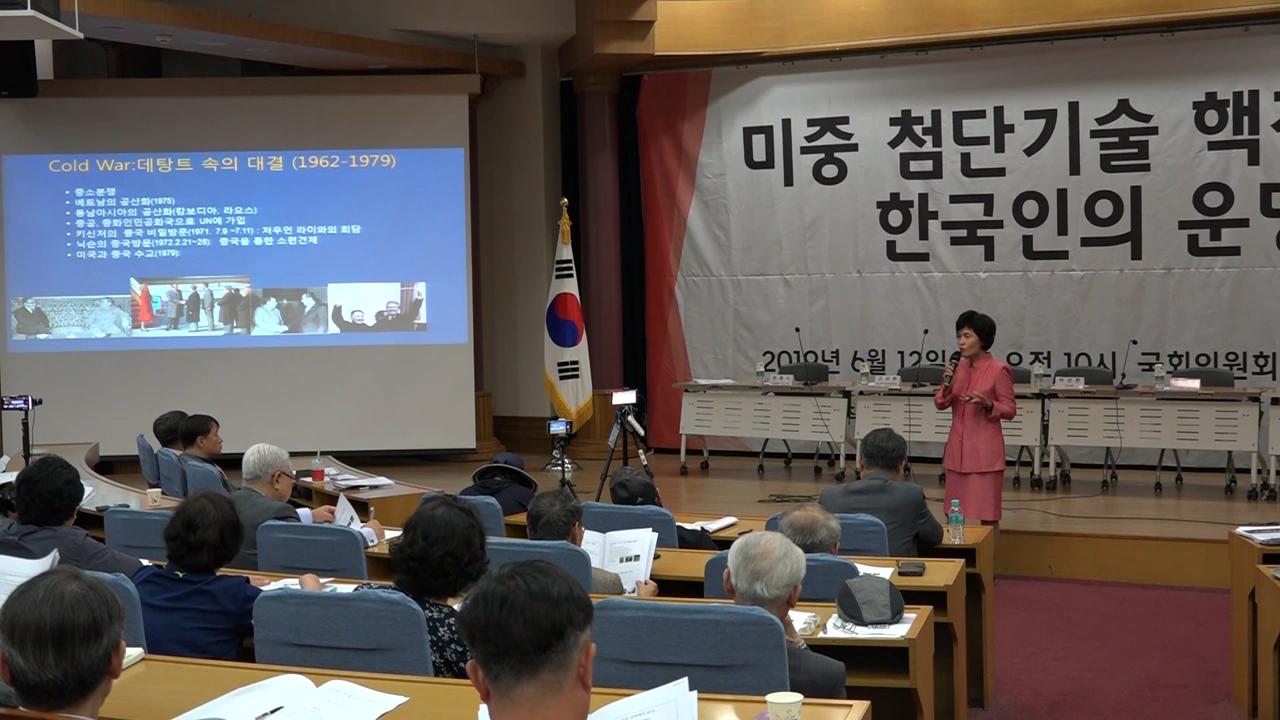 Cold War:데탕트 속의 대결 (1962-1979)
• 중소분쟁
• 베트남의 공산화(1975)
• 동남아시아의 공산화(캄보디아, 라오스)
• 중공, 중화인민공화국으로 UN에 가입
• 키신저의 중국 비밀방문(1971. 7.9 ~7.11) : 저우언 라이와의 회담
• 닉슨의 중국방문(1972.2.21~28): 중국을 통한 소련견제
• 미국과 중국 수교(1979):
미중 첨단기술
한국인의
2019년 6월 12일 오전 10시, 국회의원회